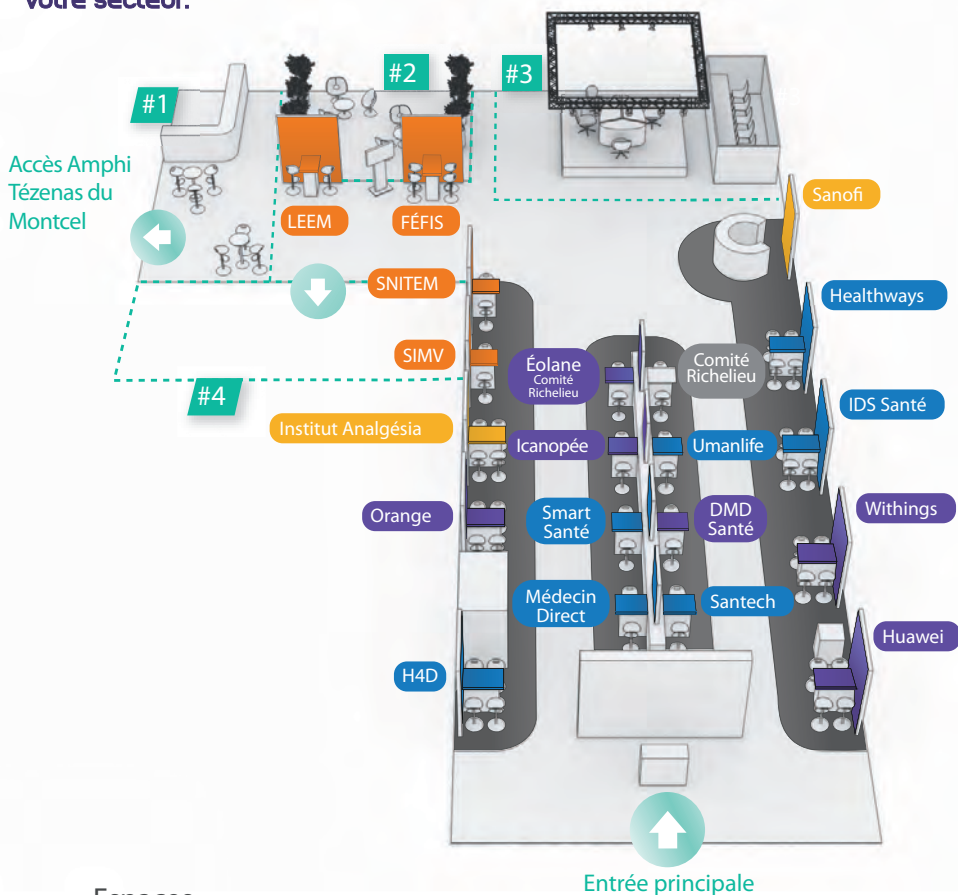 votre secteur.
#1
#2
#3
Accès Amphi
Tézenas du
Montcel
LEEM
FÉFIS
Sanofi
SNITEM
Healthways
SIMV
Éolane
Comité
Richelieu
Comité
Richelieu
#4
IDS Santé
Institut Analgésia
Icanopée
Umanlife
Orange
Smart
Santé
DMD
Santé
Withings
Médecin
Direct
Santech
Huawei
H4D
Entrée principale
Espaces